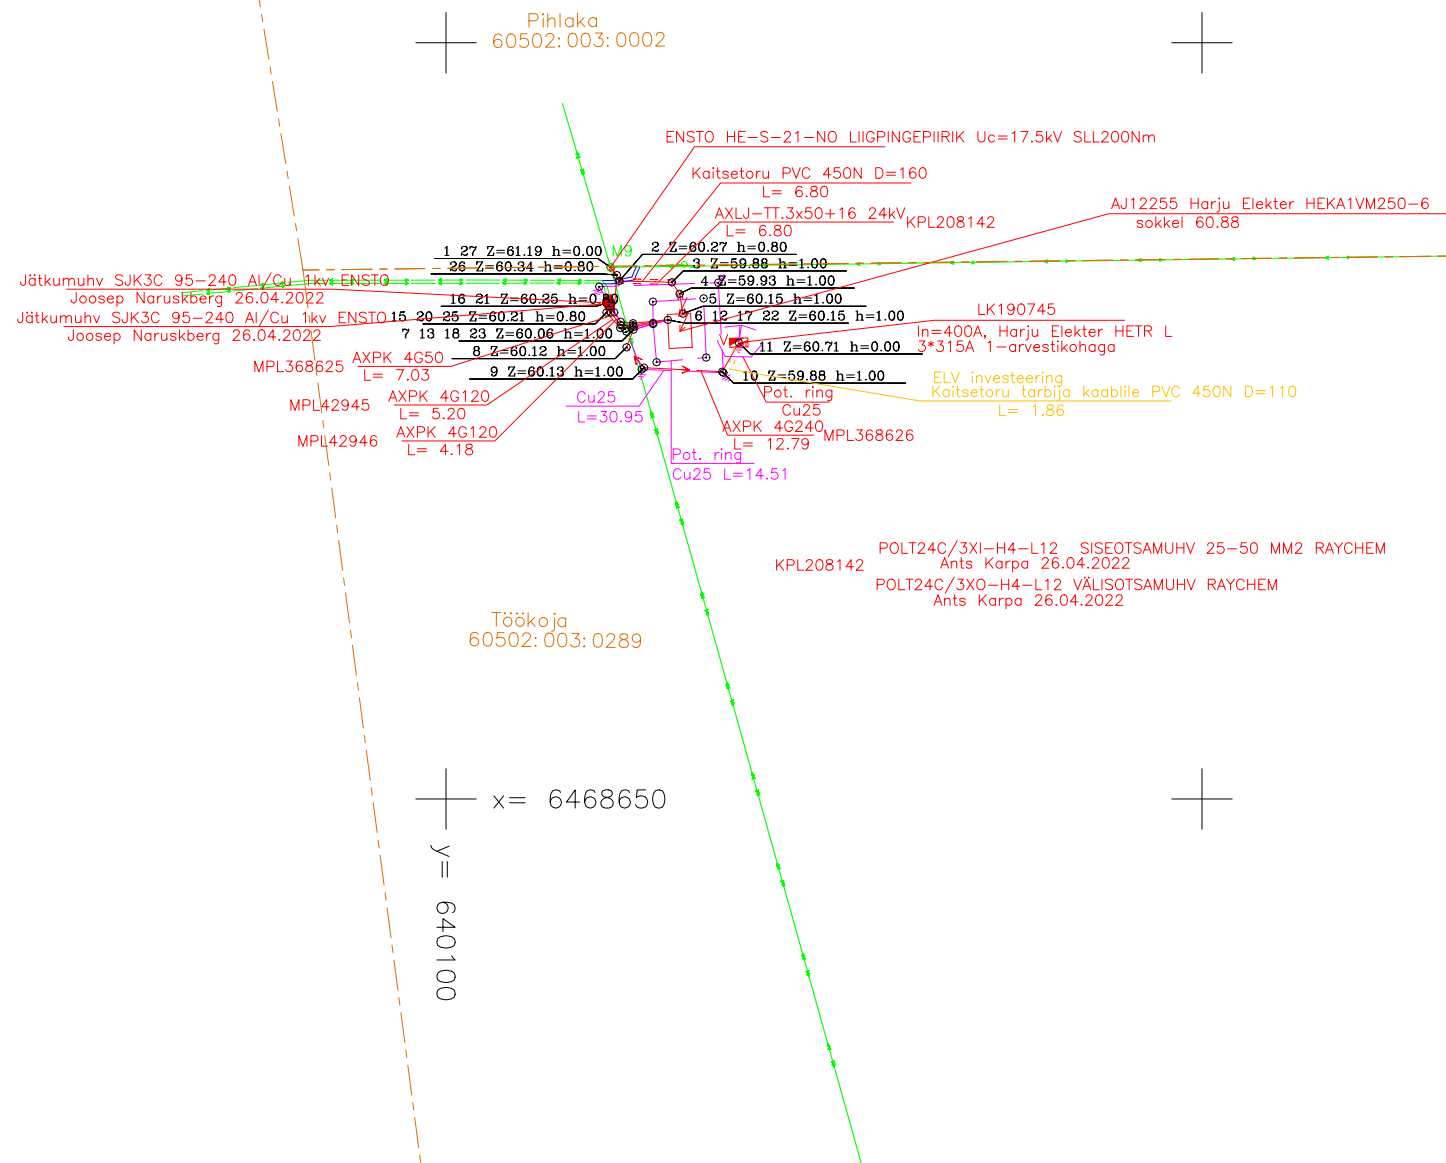 Pihlaka
60502:003:0002
ENSTO HE-S-21-NO LIIGPINGEPIIRIK Uc=17.5kV SLL200Nm
Kaitsetoru PVC 450N D=160
L= 6.80
AXLJ-TT.3x50+16 24kV KPL208142
L= 6.80
AJ12255 Harju Elekter HEKA1VM250-6
sokkel 60.88
M9
1 27 Z=61.19 h=0.00
2 Z=60.27 h=0.80
26 Z=60.34 h=0.80
3 Z=59.88 h=1.00
4 Z=59.93 h=1.00
Jätkumuhv SJK3C 95-240 Al/Cu 1kv ENSTO
Joosep Naruskberg 26.04.2022
16 21 Z=60.25 h=0.80
5 Z=60.15 h=1.00
Jätkumuhv SJK3C 95-240 Al/Cu 1kv ENSTO
Joosep Naruskberg 26.04.2022
15 20 25 Z=60.21 h=0.80
6 12 17 22 Z=60.15 h=1.00
7 13 18 23 Z=60.06 h=1.00
LK190745
In=400A, Harju Elekter HETR L
3*315A 1-arvestikohaga
8 Z=60.12 h=1.00
11 Z=60.71 h=0.00
MPL368625
AXPK 4G50
L= 7.03
9 Z=60.13 h=1.00
10 Z=59.88 h=1.00
ELV investeering
Kaitsetoru tarbija kaablile PVC 450N D=110
L= 1.86
MPL42945
AXPK 4G120
L= 5.20
Cu25
L=30.95
Pot. ring
Cu25
MPL42946
AXPK 4G120
L= 4.18
AXPK 4G240 MPL368626
L= 12.79
Pot. ring
Cu25 L=14.51
KPL208142
POLT24C/3XI-H4-L12 SISEOTSAMUHV 25-50 MM2 RAYCHEM
Ants Karpa 26.04.2022
POLT24C/3XO-H4-L12 VÄLISOTSAMUHV RAYCHEM
Ants Karpa 26.04.2022
Töökoja
60502:003:0289
x= 6468650
y= 640100